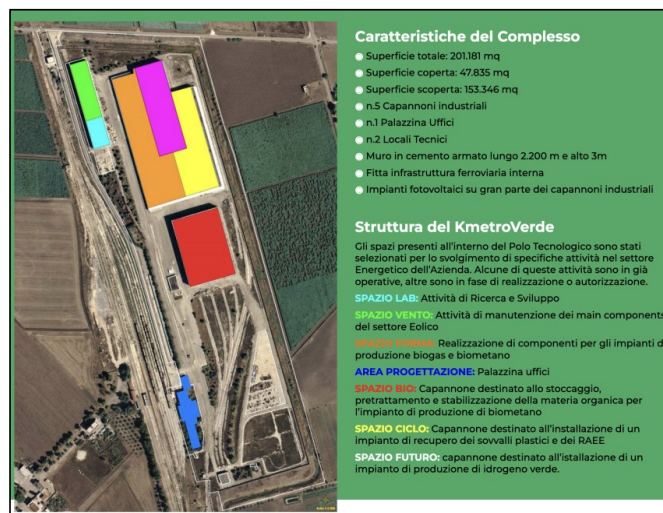 Caratteristiche del Complesso
Superficie totale: 201.181 mq
Superficie coperta: 47.835 mq
Superficie scoperta: 153.346 mq
n.5 Capannoni industriali
n.1 Palazzina Uffici
n.2 Locali Tecnici
Muro in cemento armato lungo 2.200 m e alto 3m
Fitta infrastruttura ferroviaria interna
Impianti fotovoltaici su gran parte dei capannoni industriali
Struttura del KmetroVerde
Gli spazi presenti all'interno del Polo Tecnologico sono stati
selezionati per lo svolgimento di specifiche attività nel settore
Energetico dell'Azienda. Alcune di queste attività sono in già
operative, altre sono in fase di realizzazione o autorizzazione.
SPAZIO LAB: Attività di Ricerca e Sviluppo
SPAZIO VENTO: Attività di manutenzione dei main components
del settore Eolico
SPAZIO FORMA: Realizzazione di componenti per gli impianti d
produzione biogas e biometano
AREA PROGETTAZIONE: Palazzina uffici
SPAZIO BIO: Capannone destinato allo stoccaggio,
pretrattamento e stabilizzazione della materia organica per
l'impianto di produzione di biometano
SPAZIO CICLO: Capannone destinato all'installazione di un
impianto di recupero dei sovvalli plastici e dei RAEE
SPAZIO FUTURO: capannone destinato all'istallazione di un
impianto di produzione di idrogeno verde.